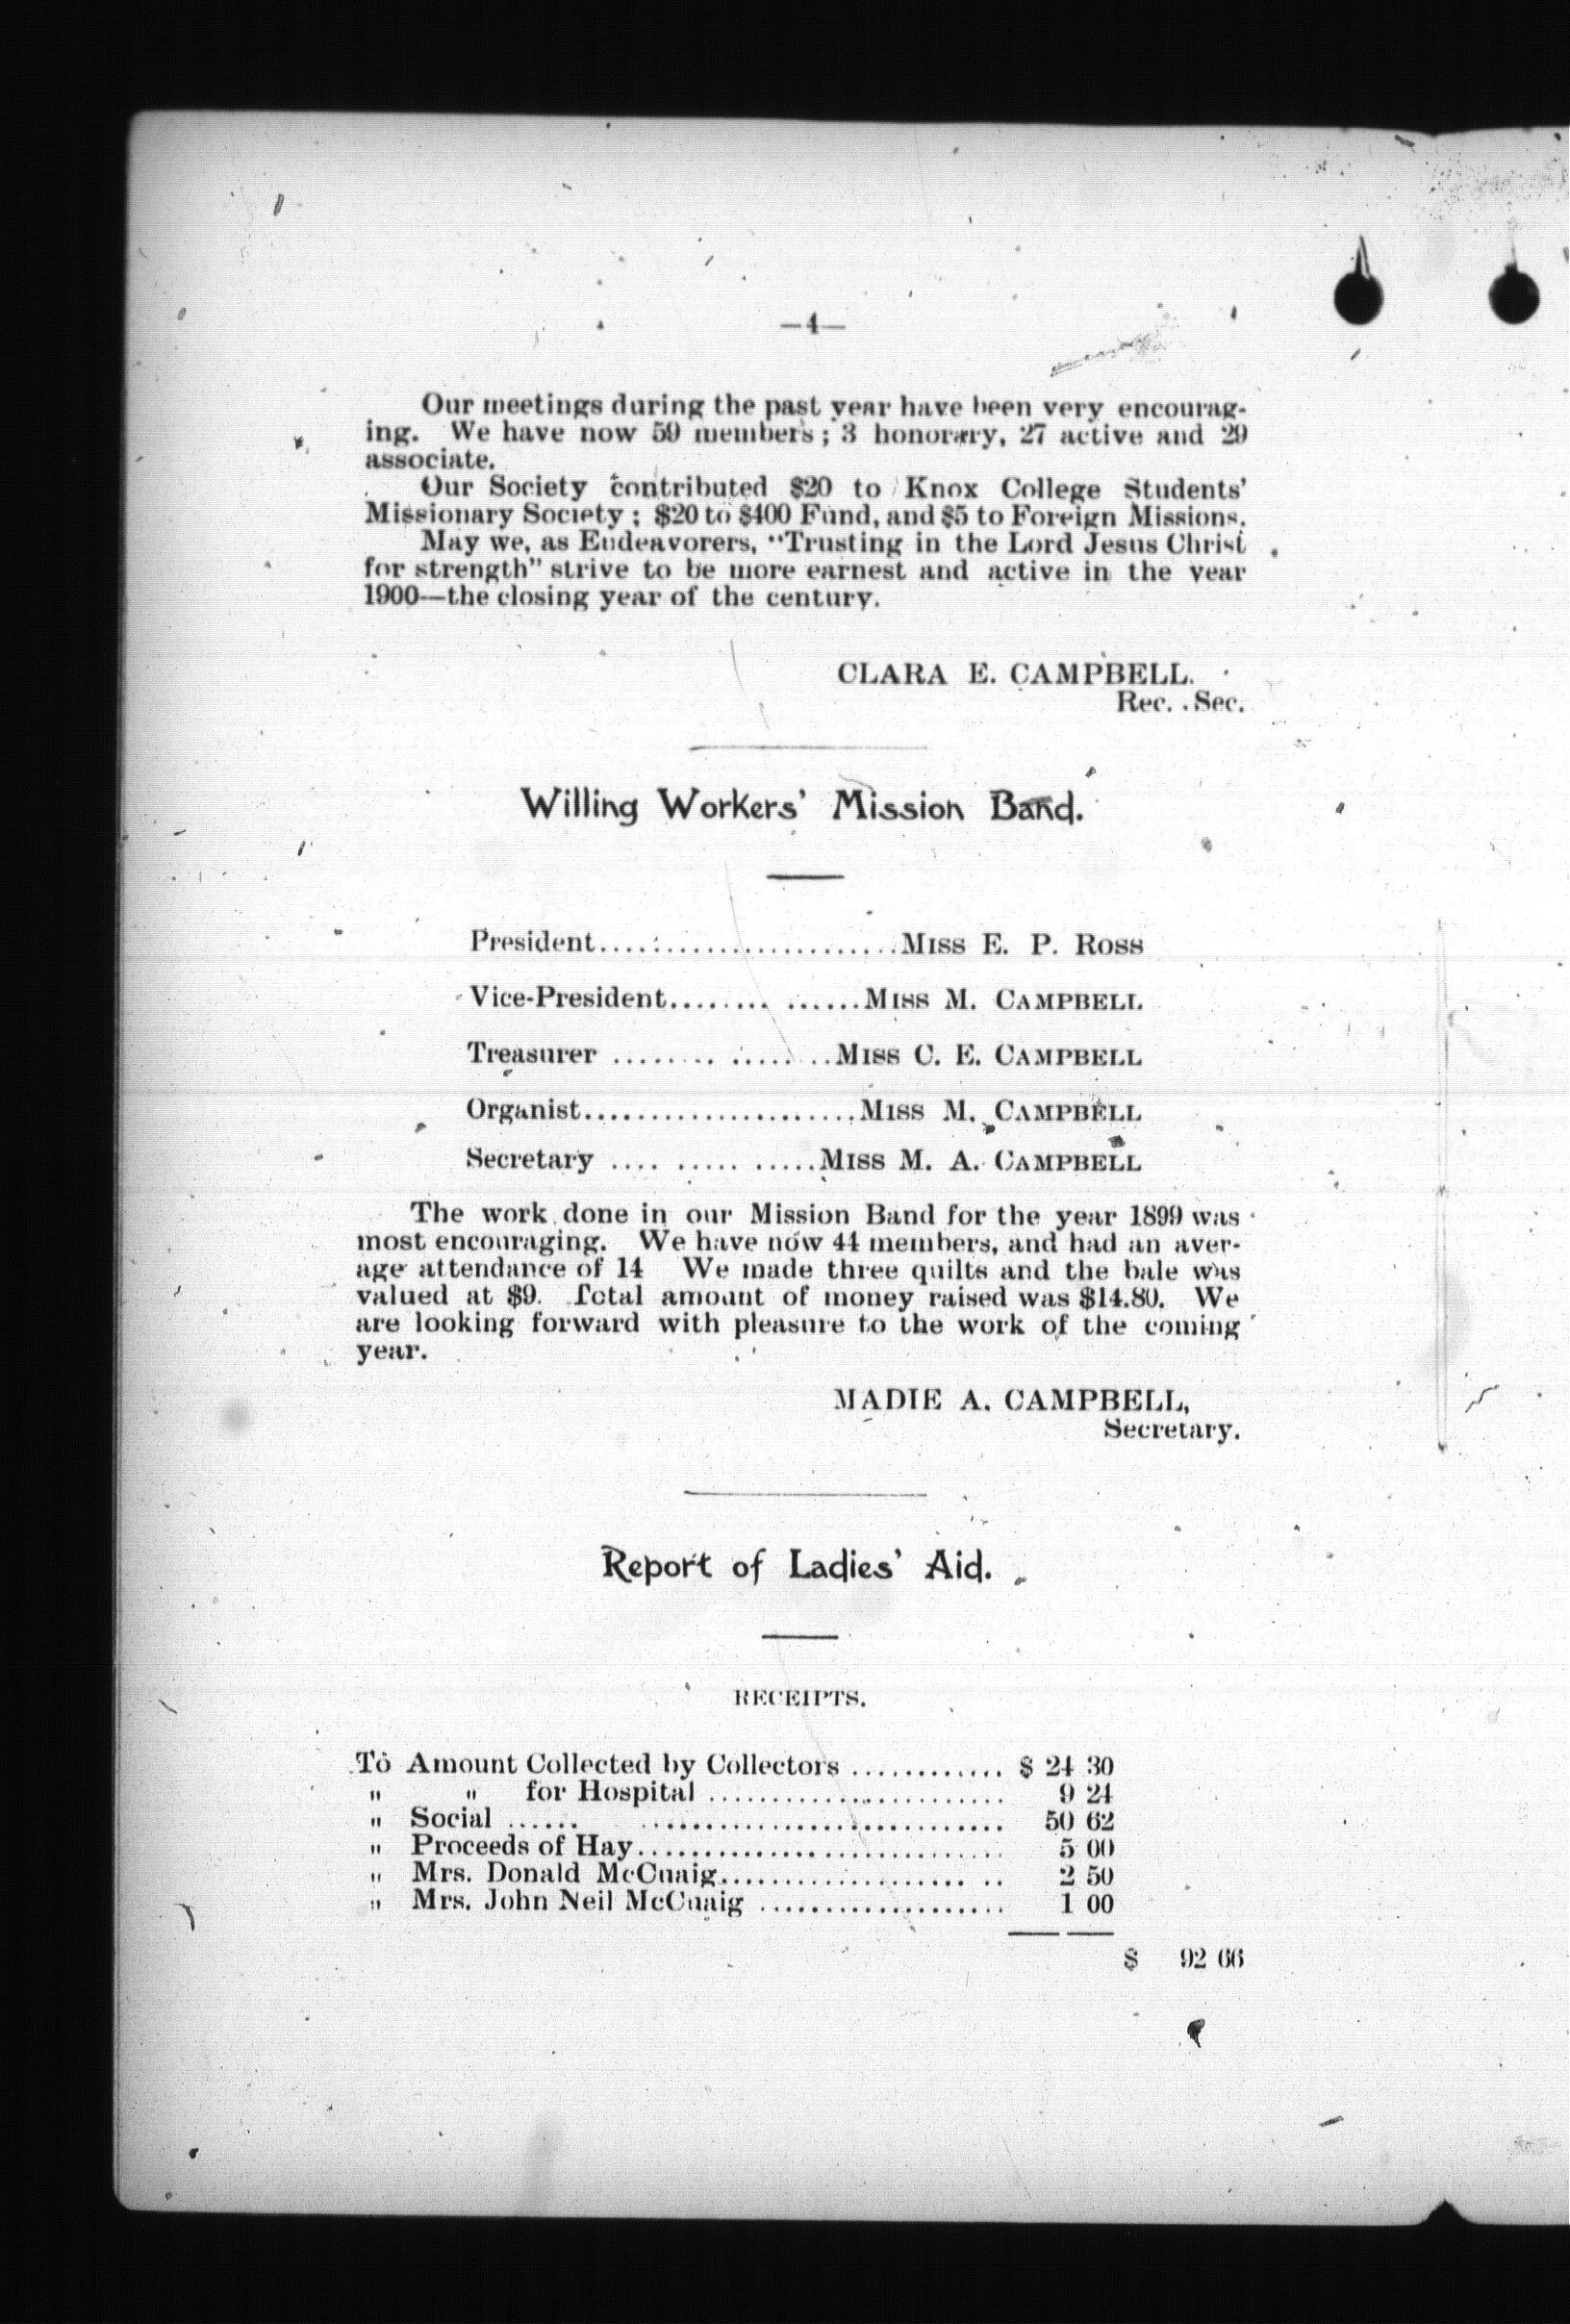 —4—
Our meetings during the past year have been very encourag-
ing. We have now 59 members; 3 honorary, 27 active and 29
associate.
Our Society contributed $20 to Knox College Students'
Missionary Society; $20 to $400 Fund, and $5 to Foreign Missions.
May we, as Endeavorers, "Trusting in the Lord Jesus Christ
for strength" strive to be more earnest and active in the year
1900—the closing year of the century.
CLARA E. CAMPBELL.
Rec. Sec.
Willing Workers' Mission Band.
President..........................Miss E. P. Ross
Vice-President........ ......Miss M. Campbell
Treasurer ........ ........Miss C. E. Campbell
Organist.....................Miss M. Campbell
Secretary .... ..... .....Miss M. A. Campbell
The work done in our Mission Band for the year 1899 was
most encouraging. We have now 44 members, and had an aver-
age attendance of 14 We made three quilts and the bale was
valued at $9. Total amount of money raised was $14.80. We
are looking forward with pleasure to the work of the coming
year.
MADIE A. CAMPBELL,
Secretary.
Report of Ladies' Aid.
RECEIPTS.
To Amount Collected by Collectors ............ $ 24 30
" " for Hospital ........................ 9 24
" Social ...... ............................. 50 62
" Proceeds of Hay............................ 5 00
" Mrs. Donald McCuaig.................... .. 2 50
" Mrs. John Neil McCuaig ................... 1 00
$ 92 66